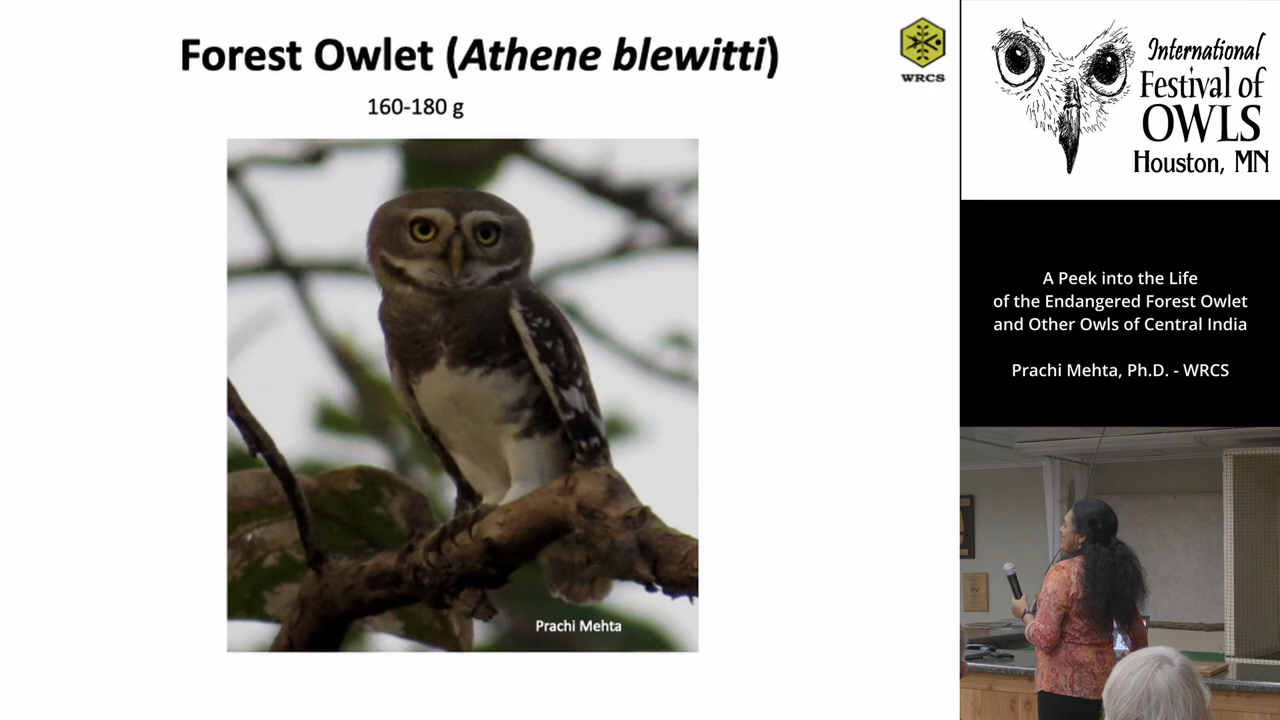 Forest Owlet (Athene blewitti)
160-180 g
WRCS
Prachi Mehta
International
Festival of
OWLS
Houston, MN
A Peek into the Life
of the Endangered Forest Owlet
and Other Owls of Central India
Prachi Mehta, Ph.D. - WRCS